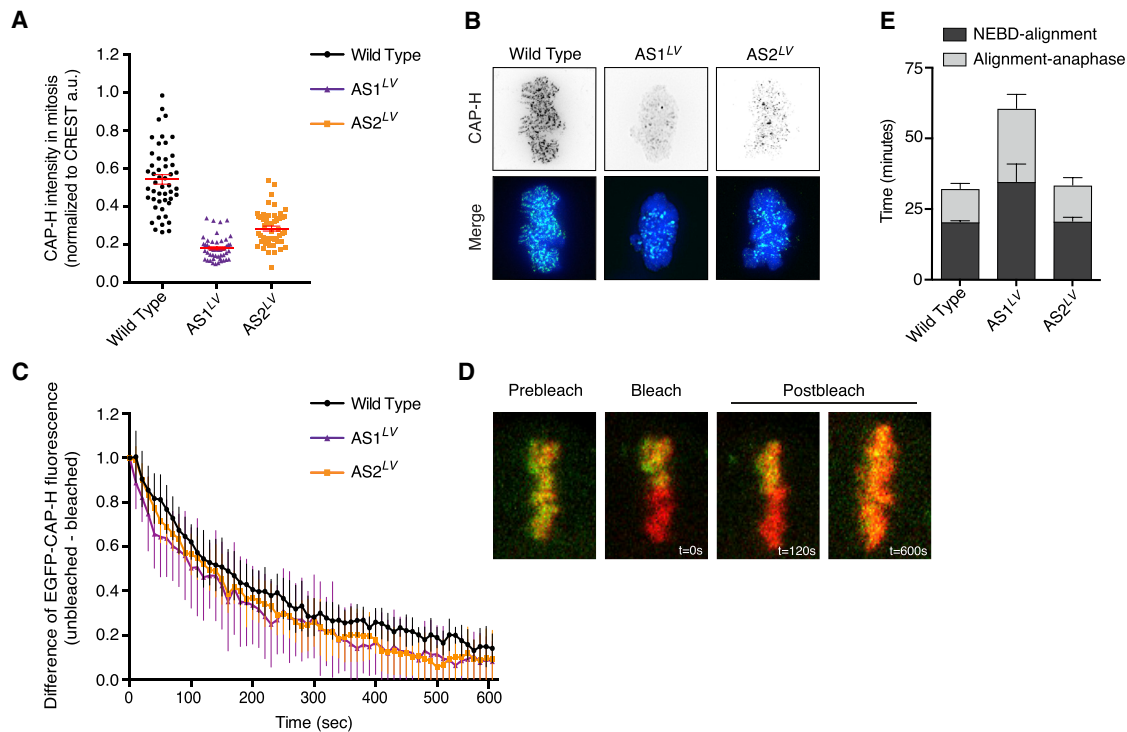 A
CAP-H intensity in mitosis
(normalized to CREST a.u.)
1.2
1.0
0.8
0.6
0.4
0.2
0.0
Wild Type
AS1LV
AS2LV
Wild Type
AS1LV
AS2LV
B
Wild Type
AS1LV
AS2LV
CAP-H
Merge
E
NEBD-alignment
Alignment-anaphase
Time (minutes)
75
50
25
0
Wild Type
AS1LV
AS2LV
C
Difference of EGFP-CAP-H fluorescence
(unbleached - bleached)
1.2
1.0
0.8
0.6
0.4
0.2
0.0
0 100 200 300 400 500 600
Time (sec)
Wild Type
AS1LV
AS2LV
D
Prebleach Bleach Postbleach
t=0s t=120s t=600s